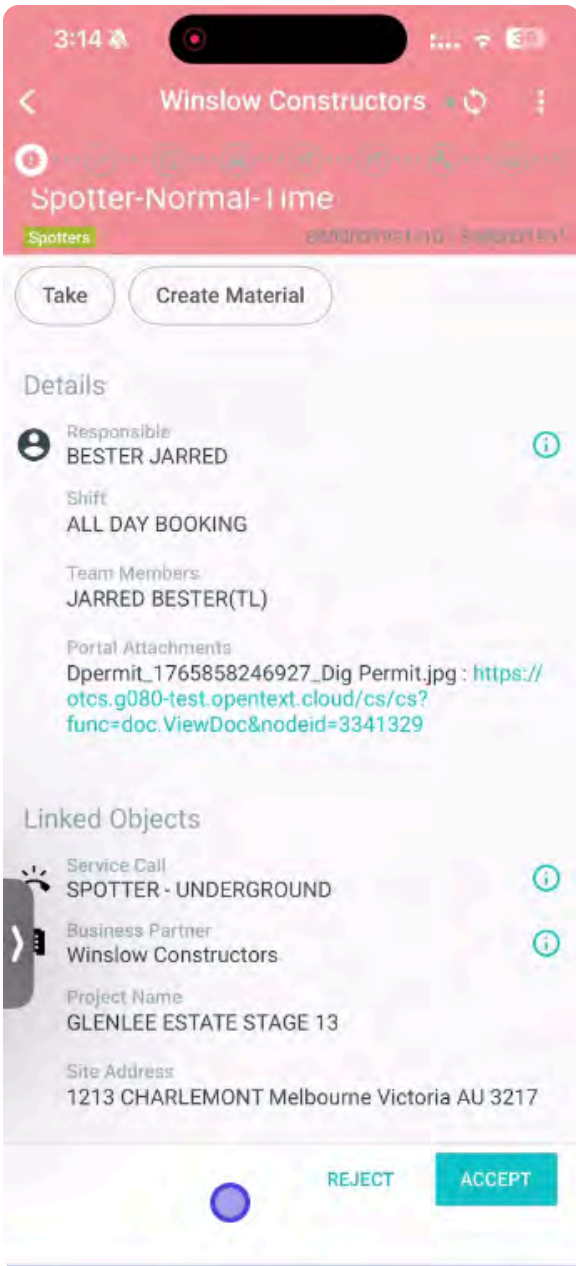 3:14
Winslow Constructors
Spotter-Normal-Time
Spotters
Take
Create Material
Details
Responsible
BESTER JARRED
Shift
ALL DAY BOOKING
Team Members
JARRED BESTER(TL)
Portal Attachments
Dpermit_1765858246927_Dig Permit.jpg : https://
otcs.g080-test.opentext.cloud/cs/cs?
func=doc.ViewDoc&nodeid=3341329
Linked Objects
Service Call
SPOTTER - UNDERGROUND
Business Partner
Winslow Constructors
Project Name
GLENLEE ESTATE STAGE 13
Site Address
1213 CHARLEMONT Melbourne Victoria AU 3217
REJECT
ACCEPT